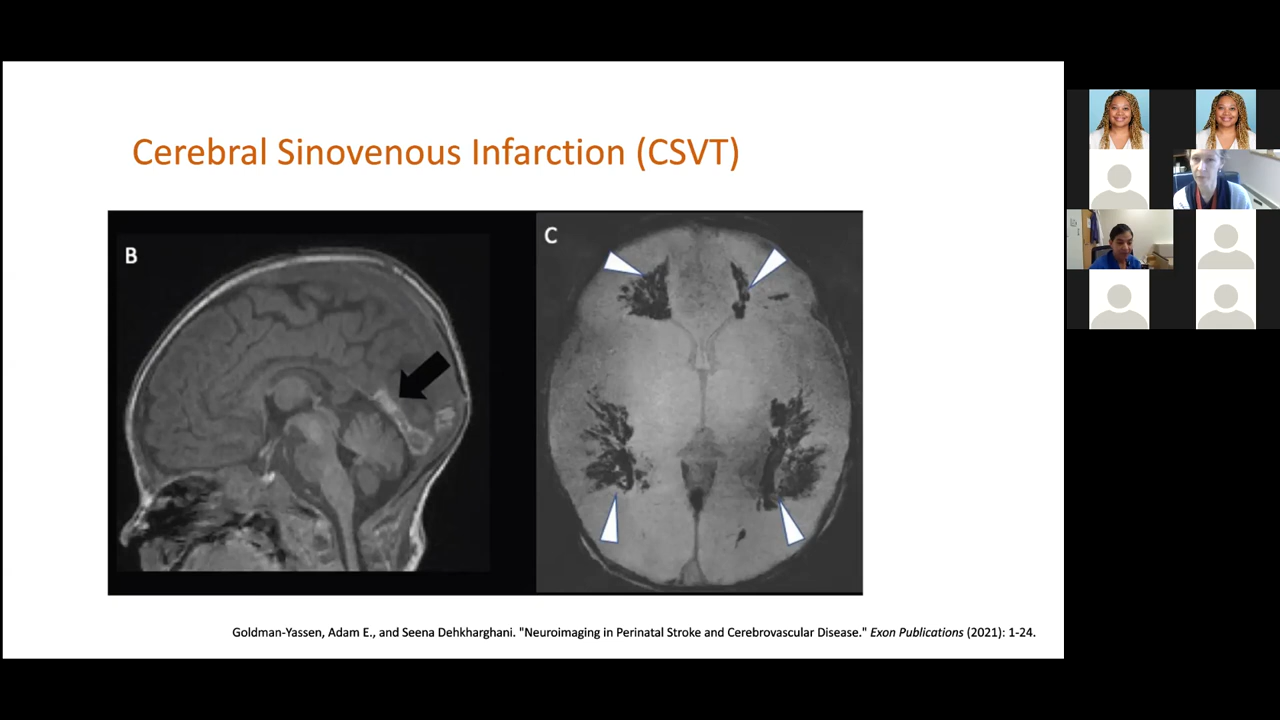 Cerebral Sinovenous Infarction (CSVT)
B
C
Goldman-Yassen, Adam E., and Seena Dehkharghani. "Neuroimaging in Perinatal Stroke and Cerebrovascular Disease." Exon Publications (2021): 1-24.